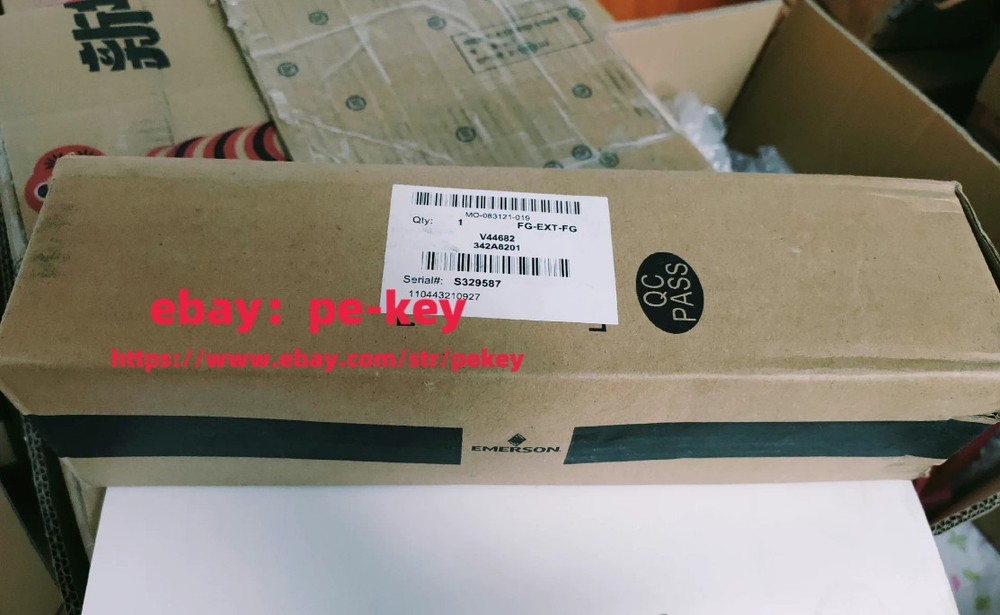 MO-083121-019
Qty: 1 FG-EXT-FG
V44682
342A8201
Serial#: S329587
110443210927
QC
PASS
ebay: pe-key
https://www.ebay.com/str/pekey
EMERSON